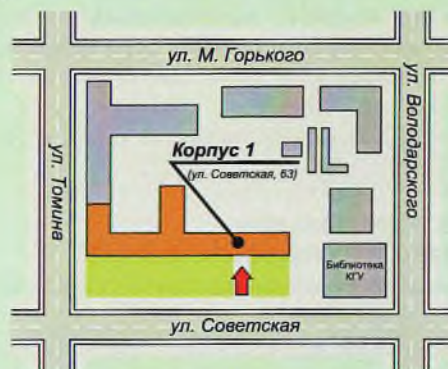 ул. М. Горького
ул. Володарского
ул. Томина
Корпус 1
(ул. Советская, 63)
Библиотека
КГУ
ул. Советская